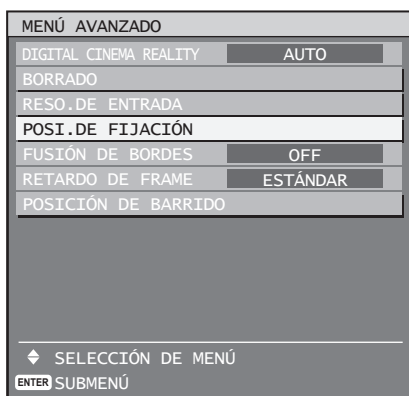 MENÚ AVANZADO
DIGITAL CINEMA REALITY AUTO
BORRADO
RESO.DE ENTRADA
POSI.DE FIJACIÓN
FUSIÓN DE BORDES OFF
RETARDO DE FRAME ESTÁNDAR
POSICIÓN DE BARRIDO
SELECCIÓN DE MENÚ
ENTER SUBMENÚ